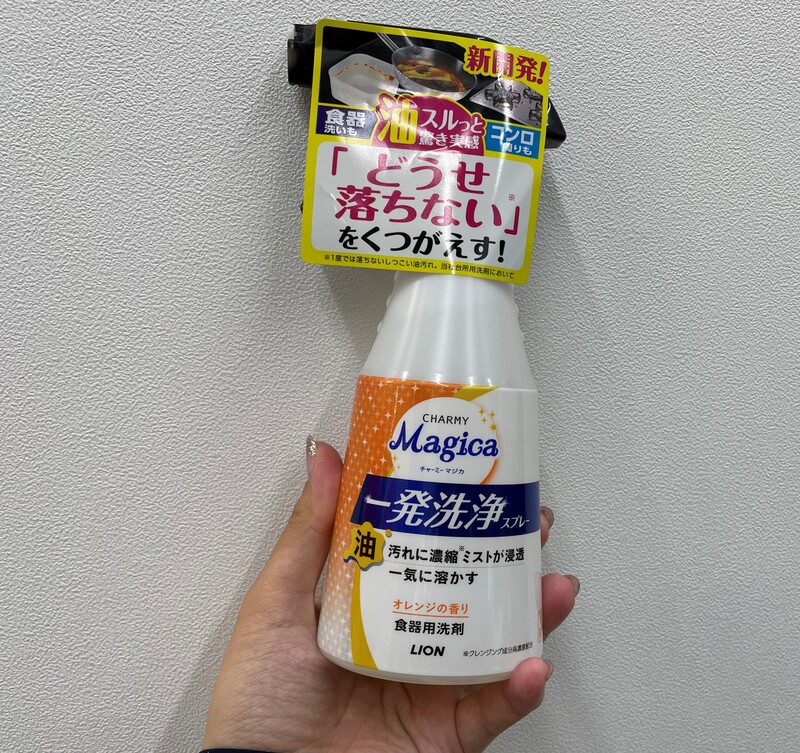 新開発!
食器
洗いも
油スルっと
驚き実感
コンロ
周りも
「どうせ
落ちない」※
をくつがえす!
※1度では落ちないしつこい油汚れ。当社台所用洗剤において
CHARMY
Magica
チャーミーマジカ
一発洗浄スプレー
油
汚れに濃縮※ミストが浸透
一気に溶かす
オレンジの香り
食器用洗剤
LION
※クレンジング成分高濃度配合